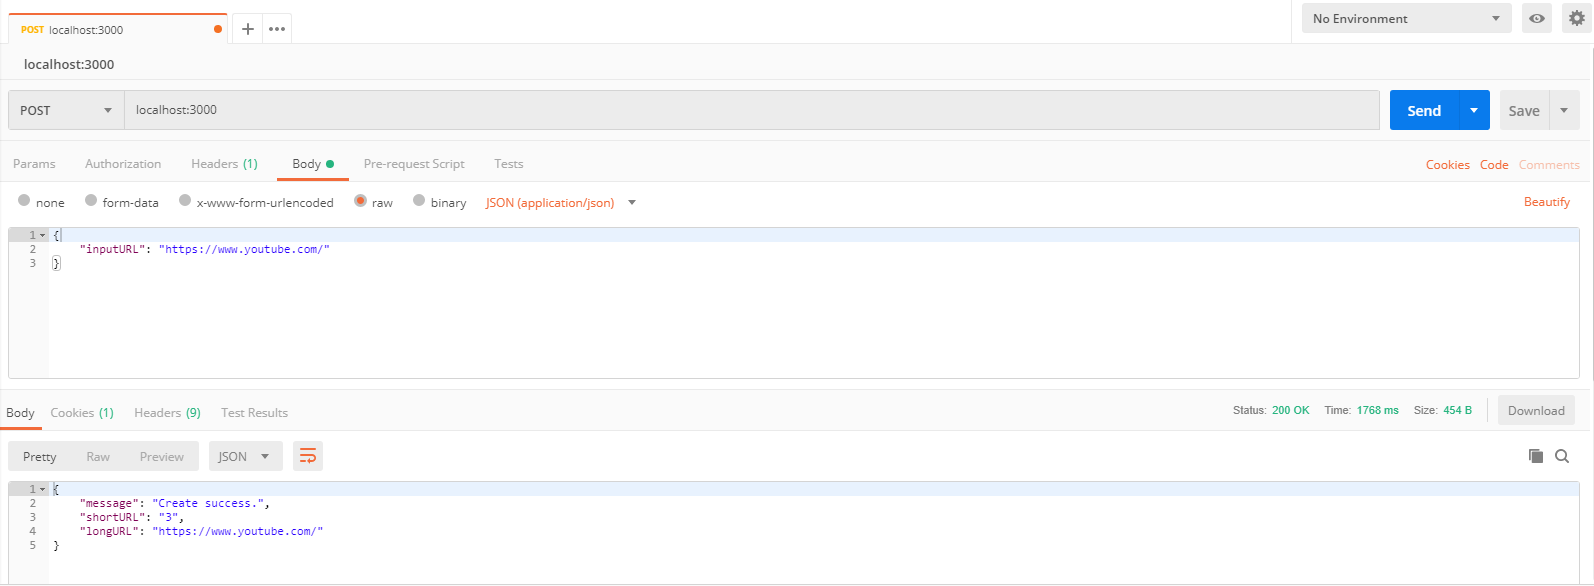 POST localhost:3000
No Environment
localhost:3000
POST localhost:3000 Send Save
Params Authorization Headers (1) Body Pre-request Script Tests Cookies Code Comments
none form-data x-www-form-urlencoded raw binary JSON (application/json) Beautify
1 {
2 "inputURL": "https://www.youtube.com/"
3 }
Body Cookies (1) Headers (9) Test Results Status: 200 OK Time: 1768 ms Size: 454 B Download
Pretty Raw Preview JSON
1 {
2 "message": "Create success.",
3 "shortURL": "3",
4 "longURL": "https://www.youtube.com/"
5 }